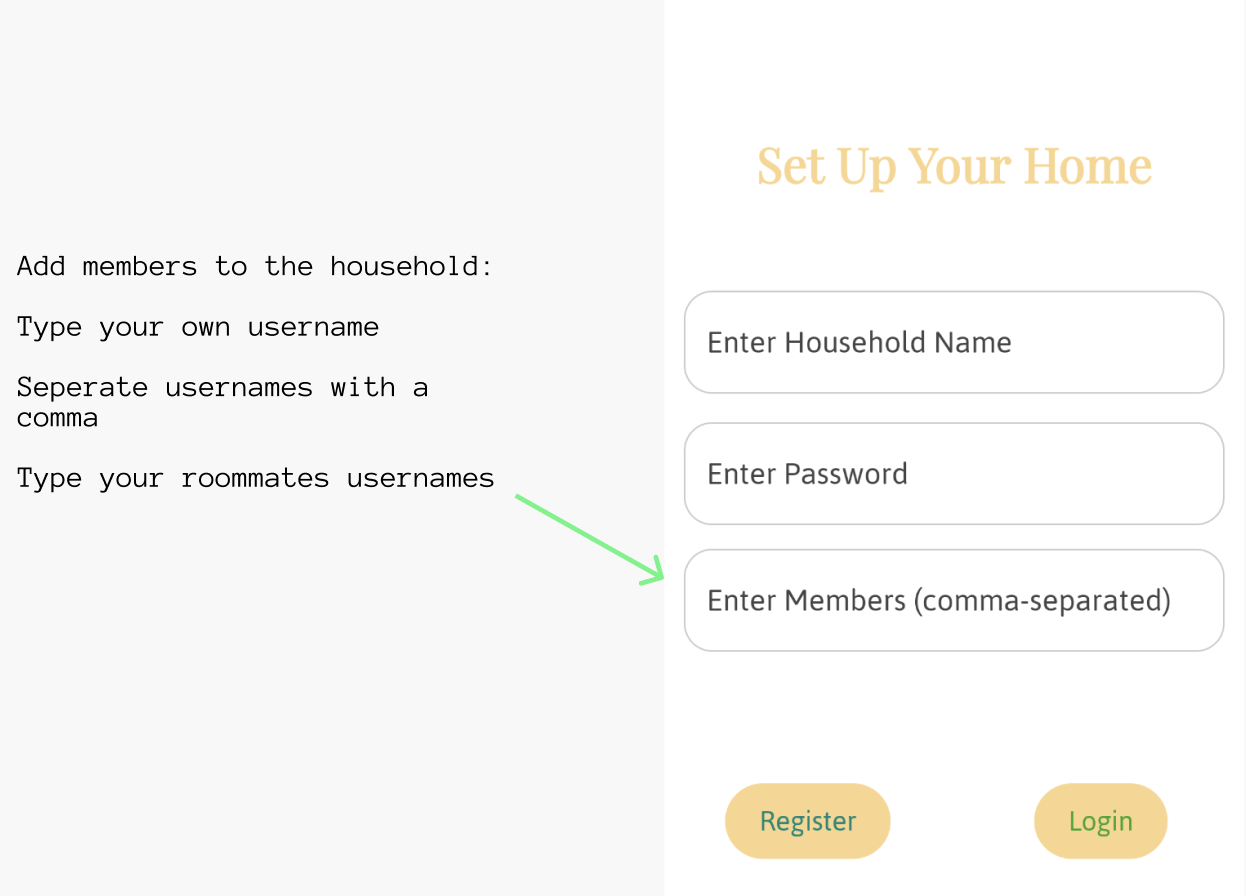 Add members to the household:
Type your own username
Seperate usernames with a
comma
Type your roommates usernames
Set Up Your Home
Enter Household Name
Enter Password
Enter Members (comma-separated)
Register
Login